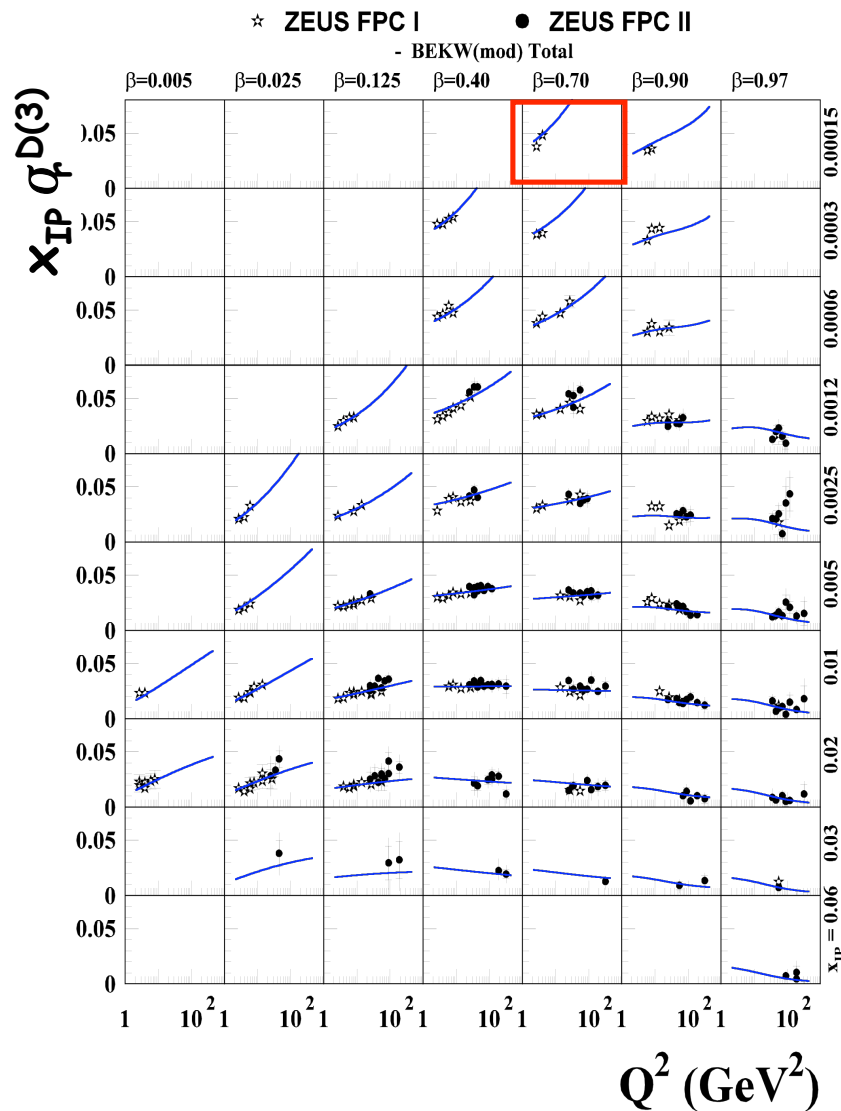 ☆ ZEUS FPC I ● ZEUS FPC II
- BEKW(mod) Total
β=0.005 β=0.025 β=0.125 β=0.40 β=0.70 β=0.90 β=0.97
x_IP σ_r^D(3)
0.05 0.00015
0
0.05 0.0003
0
0.05 0.0006
0
0.05 0.0012
0
0.05 0.0025
0
0.05 0.005
0
0.05 0.01
0
0.05 0.02
0
0.05 0.03
0
0.05 x_IP = 0.06
0
1 10^2 1 10^2 1 10^2 1 10^2 1 10^2 1 10^2 1 10^2
Q^2 (GeV^2)